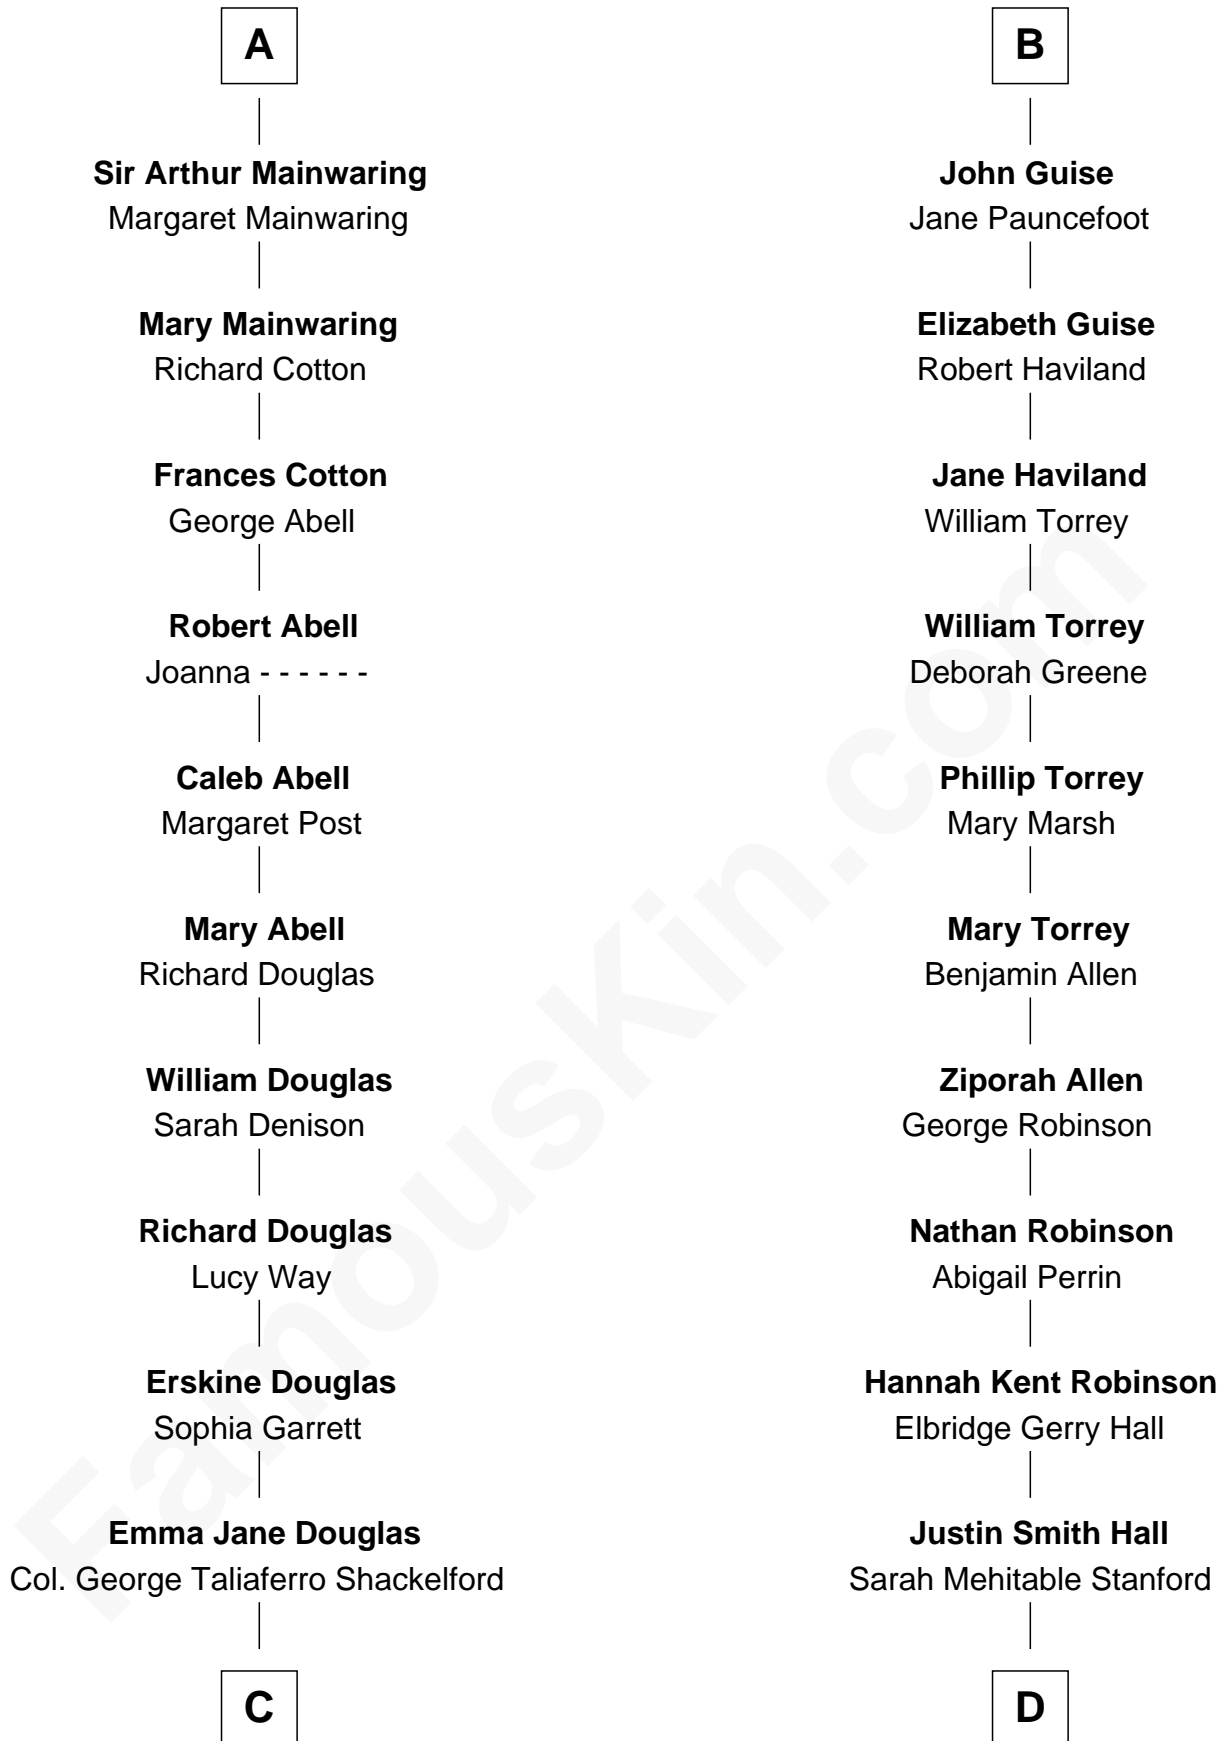 A
Sir Arthur Mainwaring
Margaret Mainwaring
Mary Mainwaring
Richard Cotton
Frances Cotton
George Abell
Robert Abell
Joanna - - - - - -
Caleb Abell
Margaret Post
Mary Abell
Richard Douglas
William Douglas
Sarah Denison
Richard Douglas
Lucy Way
Erskine Douglas
Sophia Garrett
Emma Jane Douglas
Col. George Taliaferro Shackelford
C
B
John Guise
Jane Pauncefoot
Elizabeth Guise
Robert Haviland
Jane Haviland
William Torrey
William Torrey
Deborah Greene
Phillip Torrey
Mary Marsh
Mary Torrey
Benjamin Allen
Ziporah Allen
George Robinson
Nathan Robinson
Abigail Perrin
Hannah Kent Robinson
Elbridge Gerry Hall
Justin Smith Hall
Sarah Mehitable Stanford
D
FamousKin.com